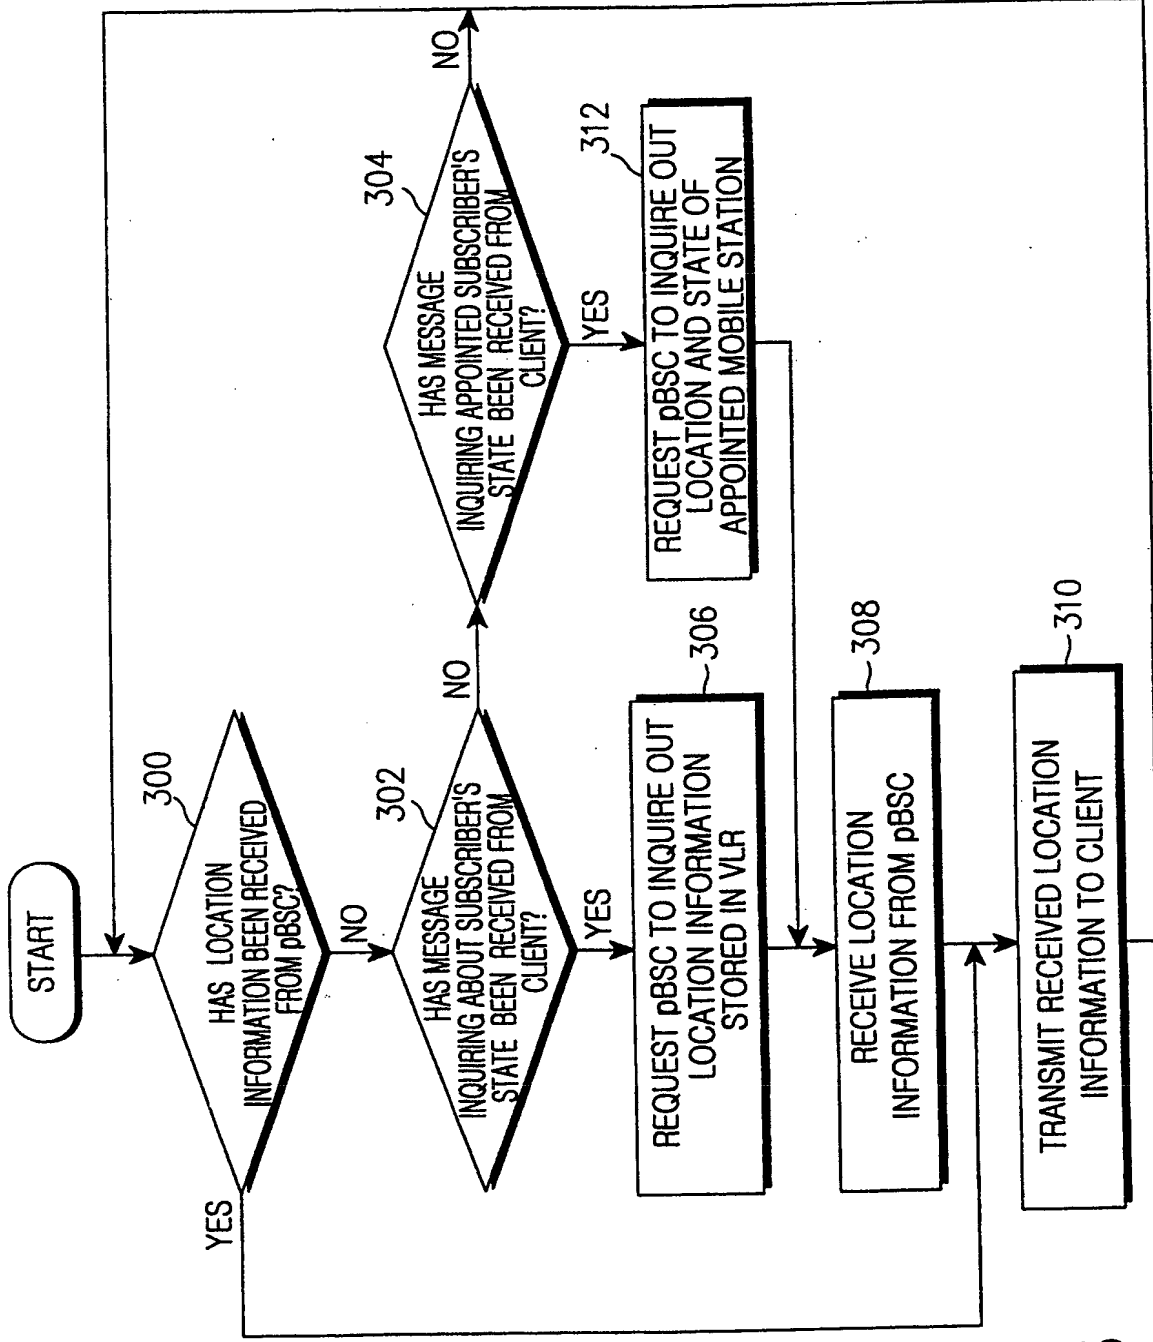 START
300
HAS LOCATION
INFORMATION BEEN RECEIVED
FROM pBSC?
YES
NO
302
HAS MESSAGE
INQUIRING ABOUT SUBSCRIBER'S
STATE BEEN RECEIVED FROM
CLIENT?
NO
YES
304
HAS MESSAGE
INQUIRING APPOINTED SUBSCRIBER'S
STATE BEEN RECEIVED FROM
CLIENT?
NO
YES
306
REQUEST pBSC TO INQUIRE OUT
LOCATION INFORMATION
STORED IN VLR
312
REQUEST pBSC TO INQUIRE OUT
LOCATION AND STATE OF
APPOINTED MOBILE STATION
308
RECEIVE LOCATION
INFORMATION FROM pBSC
310
TRANSMIT RECEIVED LOCATION
INFORMATION TO CLIENT